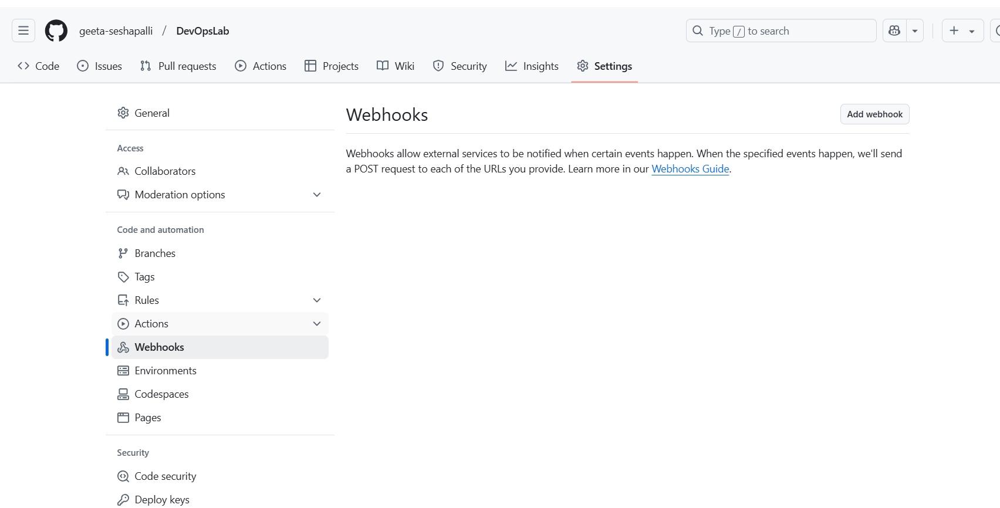 geeta-seshapalli / DevOpsLab
Type / to search
Code
Issues
Pull requests
Actions
Projects
Wiki
Security
Insights
Settings
General
Access
Collaborators
Moderation options
Code and automation
Branches
Tags
Rules
Actions
Webhooks
Environments
Codespaces
Pages
Security
Code security
Deploy keys
Webhooks
Add webhook
Webhooks allow external services to be notified when certain events happen. When the specified events happen, we'll send
a POST request to each of the URLs you provide. Learn more in our Webhooks Guide.